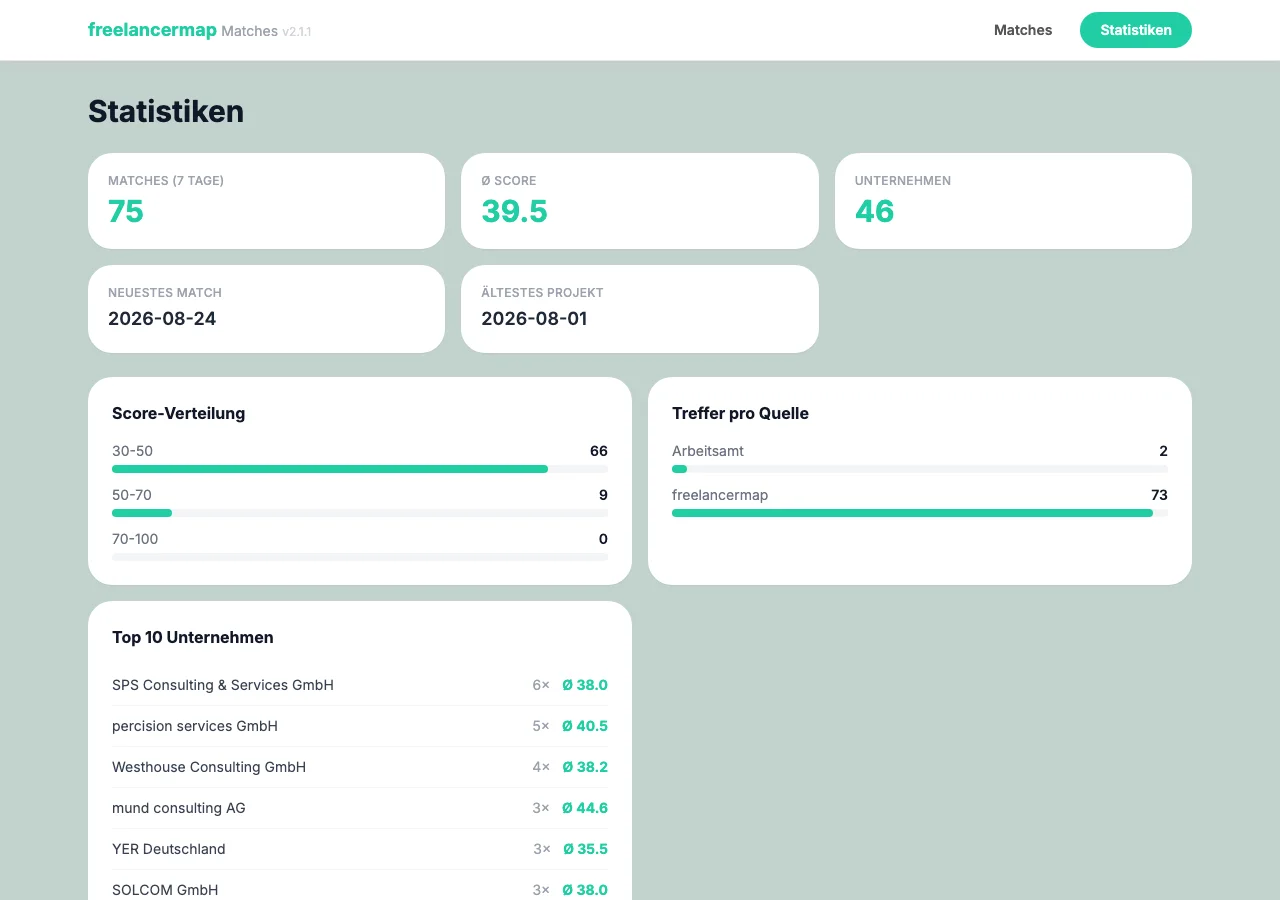 freelancermap Matches v2.1.1
Matches
Statistiken
Statistiken
MATCHES (7 TAGE)
75
Ø SCORE
39.5
UNTERNEHMEN
46
NEUESTES MATCH
2026-08-24
ÄLTESTES PROJEKT
2026-08-01
Score-Verteilung
30-50 66
50-70 9
70-100 0
Treffer pro Quelle
Arbeitsamt 2
freelancermap 73
Top 10 Unternehmen
SPS Consulting & Services GmbH 6× Ø 38.0
percision services GmbH 5× Ø 40.5
Westhouse Consulting GmbH 4× Ø 38.2
mund consulting AG 3× Ø 44.6
YER Deutschland 3× Ø 35.5
SOLCOM GmbH 3× Ø 38.0